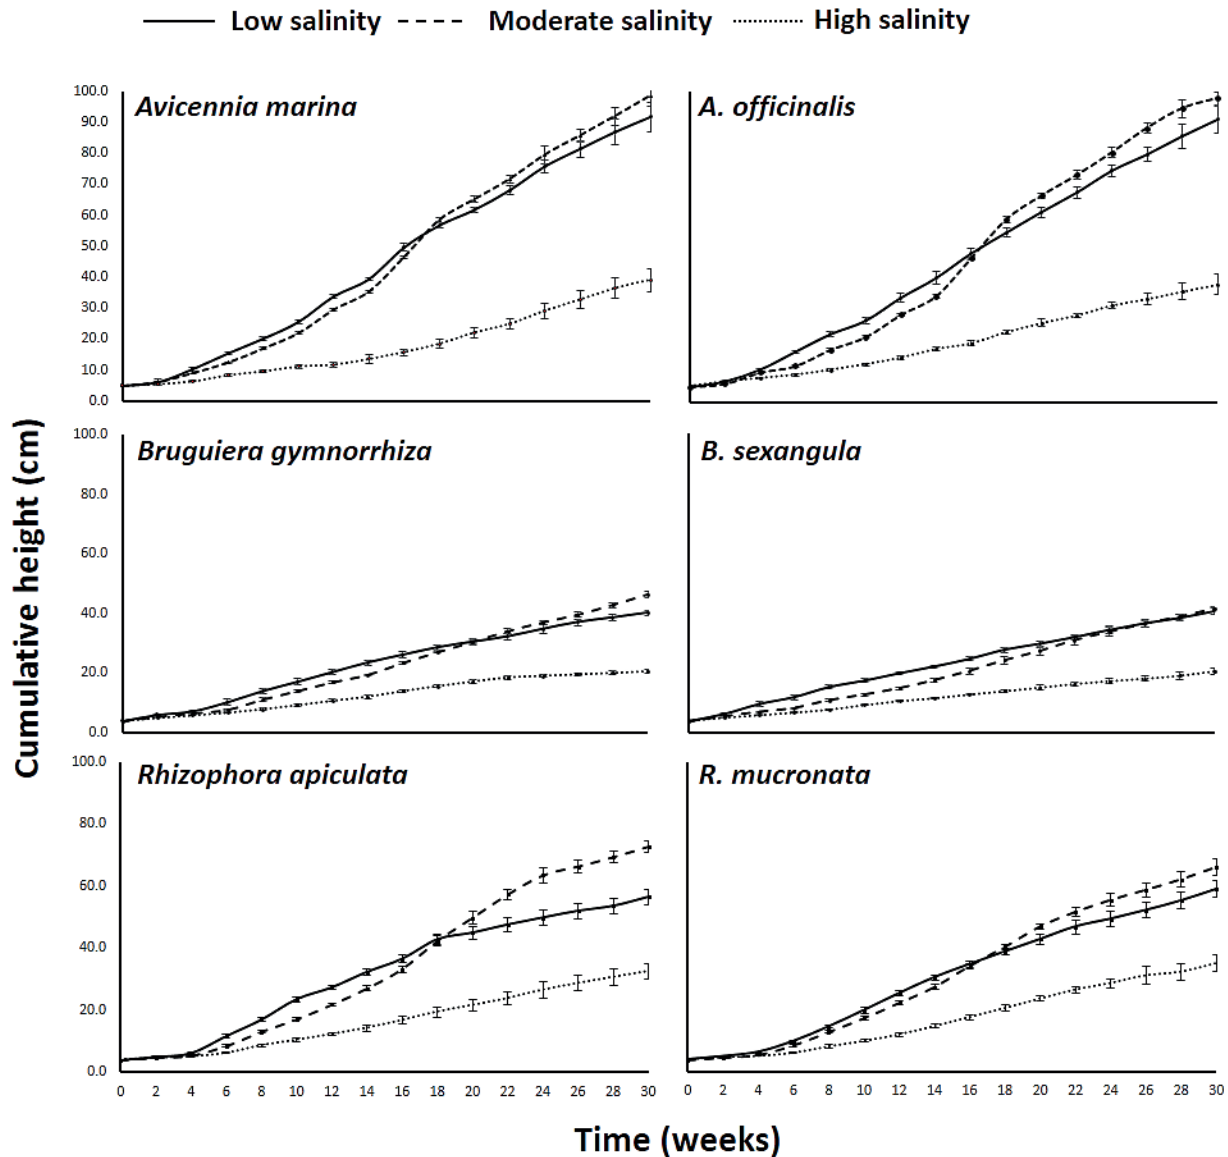 Low salinity Moderate salinity High salinity
Avicennia marina
100.0
90.0
80.0
70.0
60.0
50.0
40.0
30.0
20.0
10.0
0.0
A. officinalis
Cumulative height (cm)
Bruguiera gymnorrhiza
100.0
80.0
60.0
40.0
20.0
0.0
B. sexangula
Rhizophora apiculata
100.0
80.0
60.0
40.0
20.0
0.0
0 2 4 6 8 10 12 14 16 18 20 22 24 26 28 30
R. mucronata
0 2 4 6 8 10 12 14 16 18 20 22 24 26 28 30
Time (weeks)